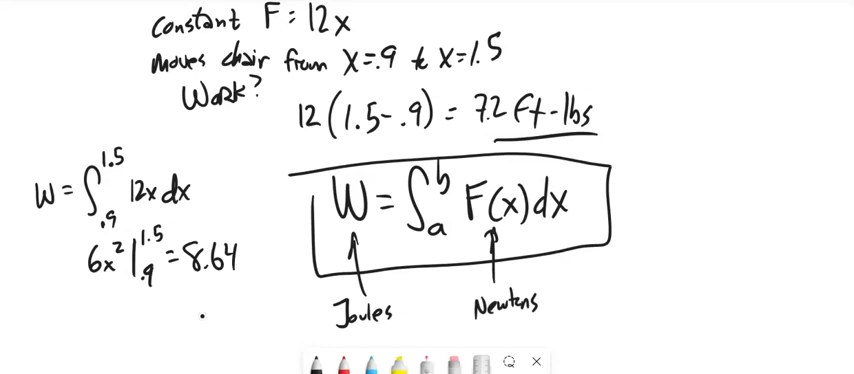 Constant F = 12x
Moves chair from X=.9 to X=1.5
Work?
12(1.5-.9) = 7.2 ft-lbs
W = ∫.9^1.5 12x dx
6x²|.9^1.5 = 8.64
W = ∫a^b F(x)dx
Joules
Newtons